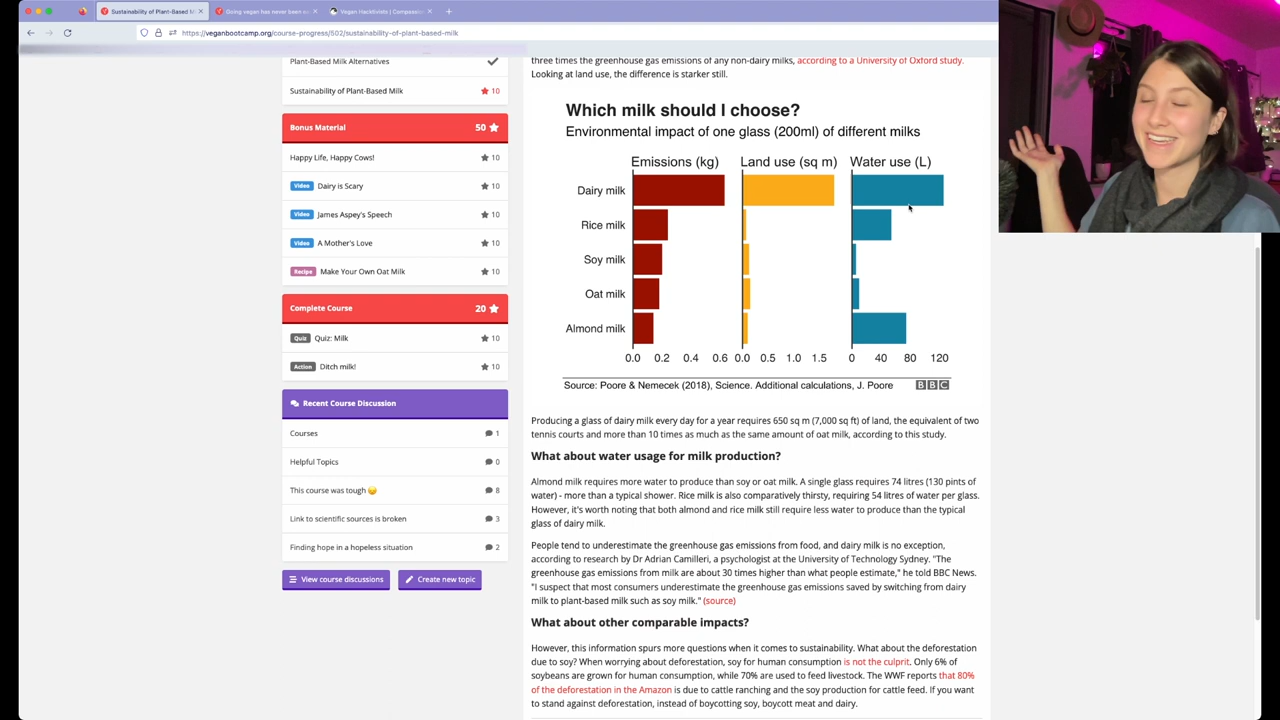 Sustainability of Plant-Based M
Going vegan has never been e
Vegan Hacktivists | Compassion
https://veganbootcamp.org/course-progress/502/sustainability-of-plant-based-milk
Plant-Based Milk Alternatives
Sustainability of Plant-Based Milk 10
Bonus Material 50
Happy Life, Happy Cows! 10
Video Dairy is Scary 10
Video James Aspey's Speech 10
Video A Mother's Love 10
Recipe Make Your Own Oat Milk 10
Complete Course 20
Quiz Quiz: Milk 10
Action Ditch milk! 10
Recent Course Discussion
Courses 1
Helpful Topics 0
This course was tough 8
Link to scientific sources is broken 3
Finding hope in a hopeless situation 2
View course discussions
Create new topic
three times the greenhouse gas emissions of any non-dairy milks, according to a University of Oxford study.
Looking at land use, the difference is starker still.
Which milk should I choose?
Environmental impact of one glass (200ml) of different milks
Emissions (kg) Land use (sq m) Water use (L)
Dairy milk
Rice milk
Soy milk
Oat milk
Almond milk
0.0 0.2 0.4 0.6 0.0 0.5 1.0 1.5 0 40 80 120
Source: Poore & Nemecek (2018), Science. Additional calculations, J. Poore BBC
Producing a glass of dairy milk every day for a year requires 650 sq m (7,000 sq ft) of land, the equivalent of two
tennis courts and more than 10 times as much as the same amount of oat milk, according to this study.
What about water usage for milk production?
Almond milk requires more water to produce than soy or oat milk. A single glass requires 74 litres (130 pints of
water) - more than a typical shower. Rice milk is also comparatively thirsty, requiring 54 litres of water per glass.
However, it's worth noting that both almond and rice milk still require less water to produce than the typical
glass of dairy milk.
People tend to underestimate the greenhouse gas emissions from food, and dairy milk is no exception,
according to research by Dr Adrian Camilleri, a psychologist at the University of Technology Sydney. "The
greenhouse gas emissions from milk are about 30 times higher than what people estimate," he told BBC News.
"I suspect that most consumers underestimate the greenhouse gas emissions saved by switching from dairy
milk to plant-based milk such as soy milk." (source)
What about other comparable impacts?
However, this information spurs more questions when it comes to sustainability. What about the deforestation
due to soy? When worrying about deforestation, soy for human consumption is not the culprit. Only 6% of
soybeans are grown for human consumption, while 70% are used to feed livestock. The WWF reports that 80%
of the deforestation in the Amazon is due to cattle ranching and the soy production for cattle feed. If you want
to stand against deforestation, instead of boycotting soy, boycott meat and dairy.